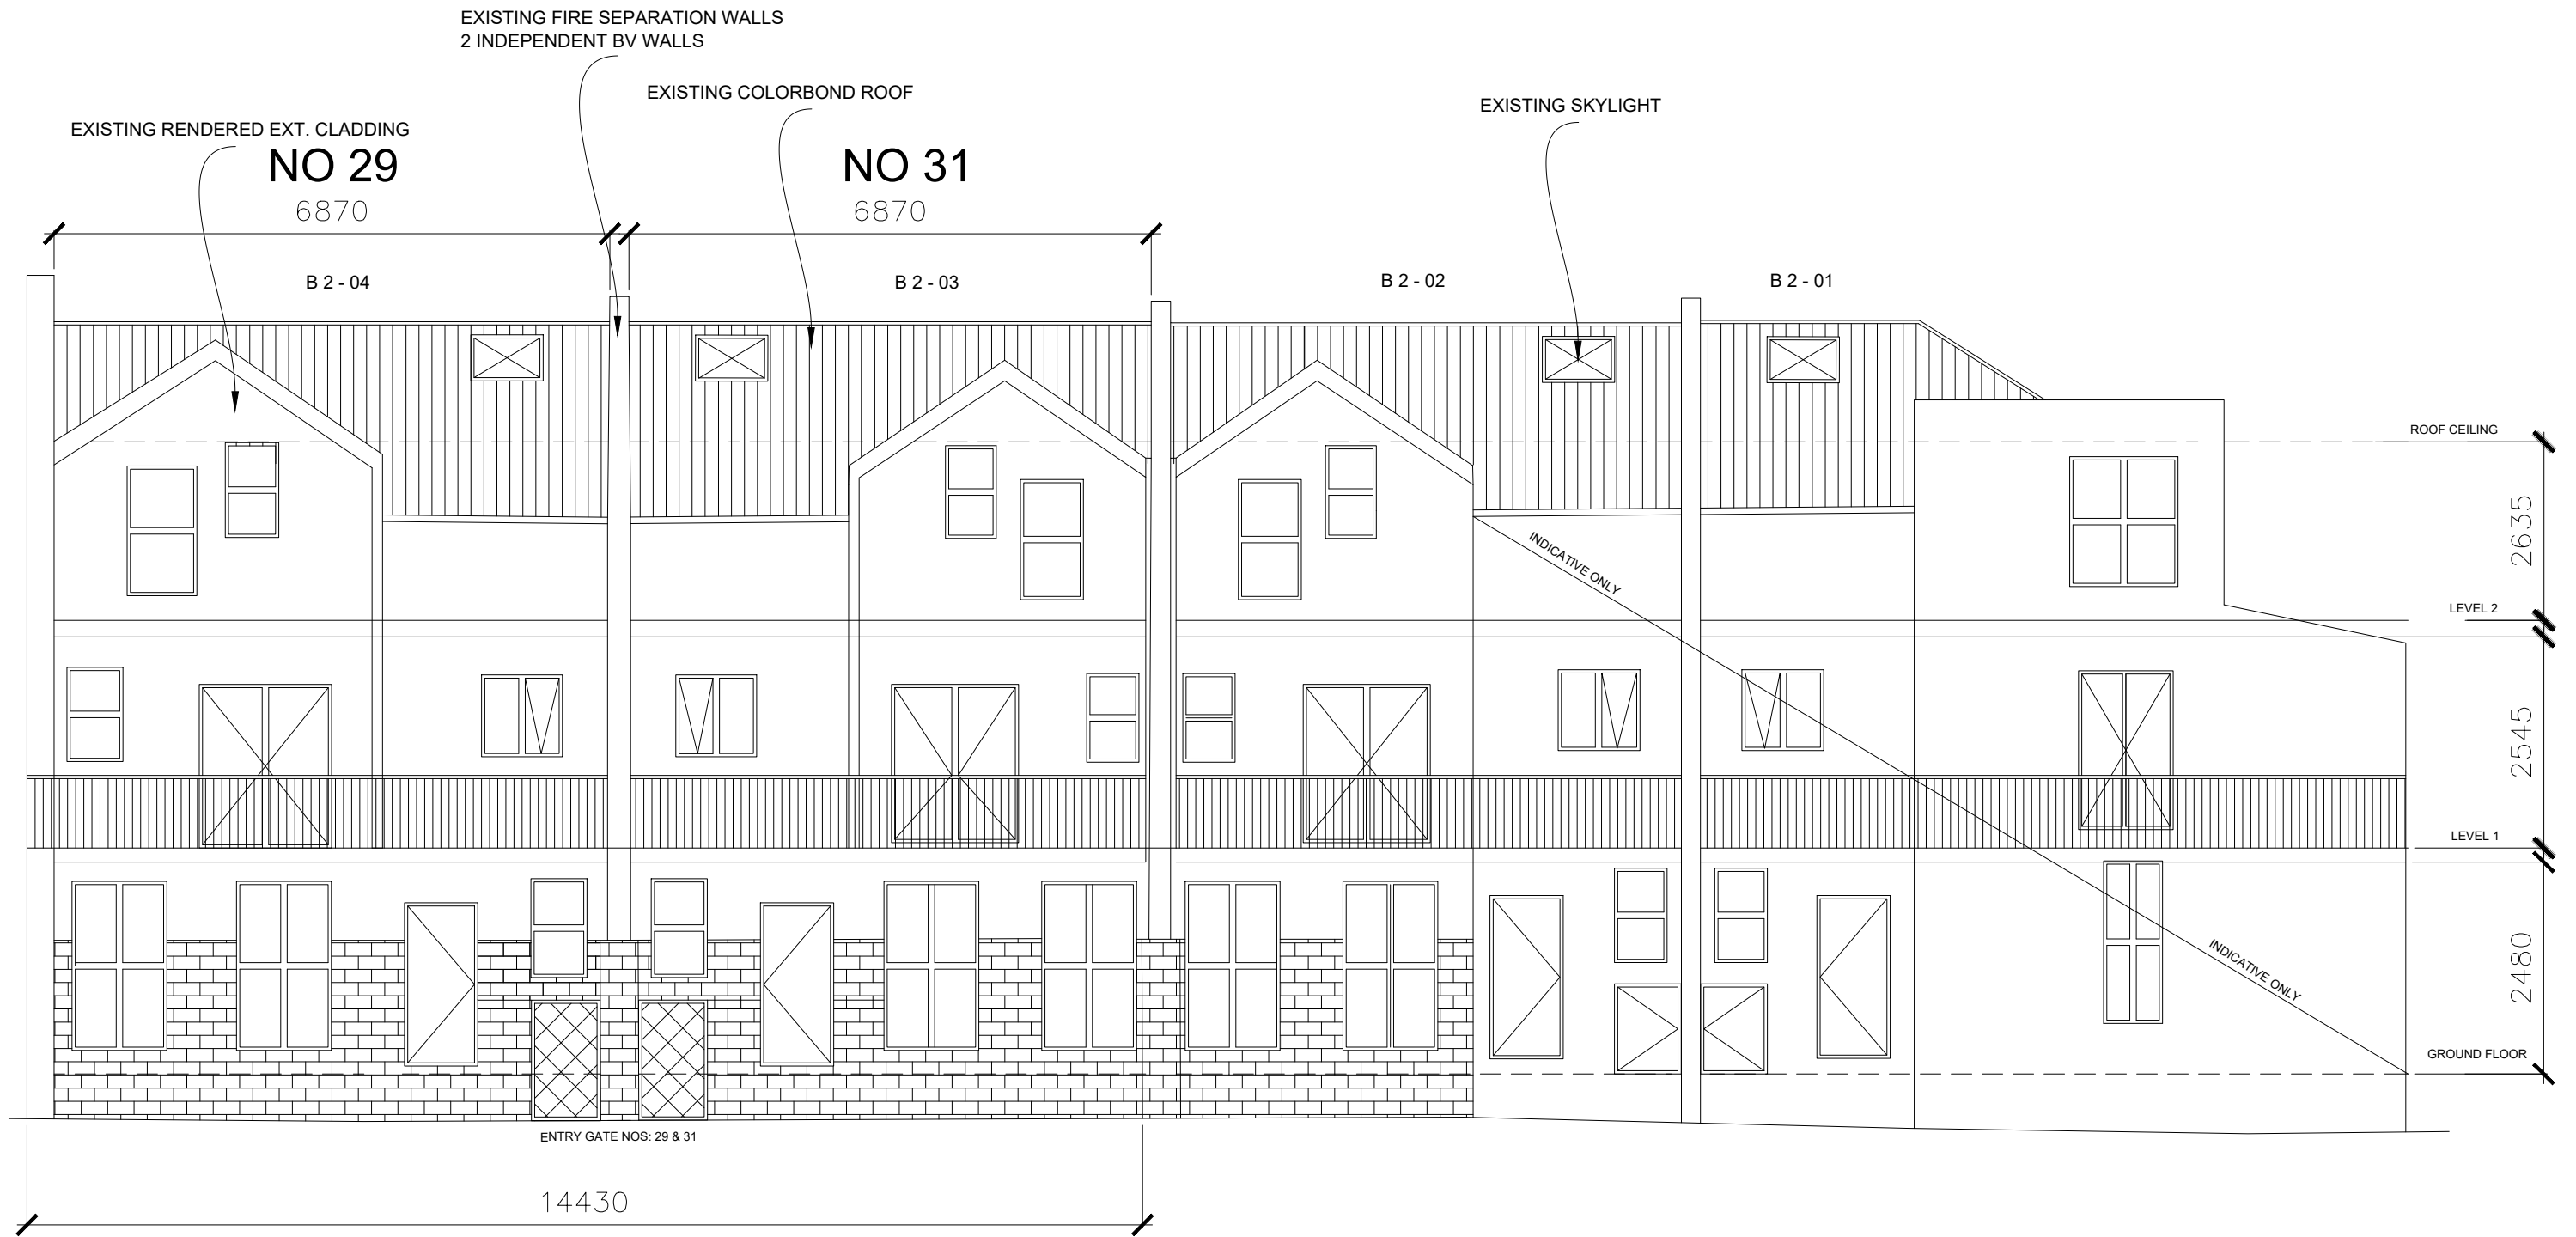 EXISTING FIRE SEPARATION WALLS
2 INDEPENDENT BV WALLS
EXISTING COLORBOND ROOF
EXISTING SKYLIGHT
EXISTING RENDERED EXT. CLADDING
NO 29
NO 31
6870
6870
B 2 - 04
B 2 - 03
B 2 - 02
B 2 - 01
ROOF CEILING
2635
INDICATIVE ONLY
LEVEL 2
2545
LEVEL 1
2480
INDICATIVE ONLY
GROUND FLOOR
ENTRY GATE NOS: 29 & 31
14430